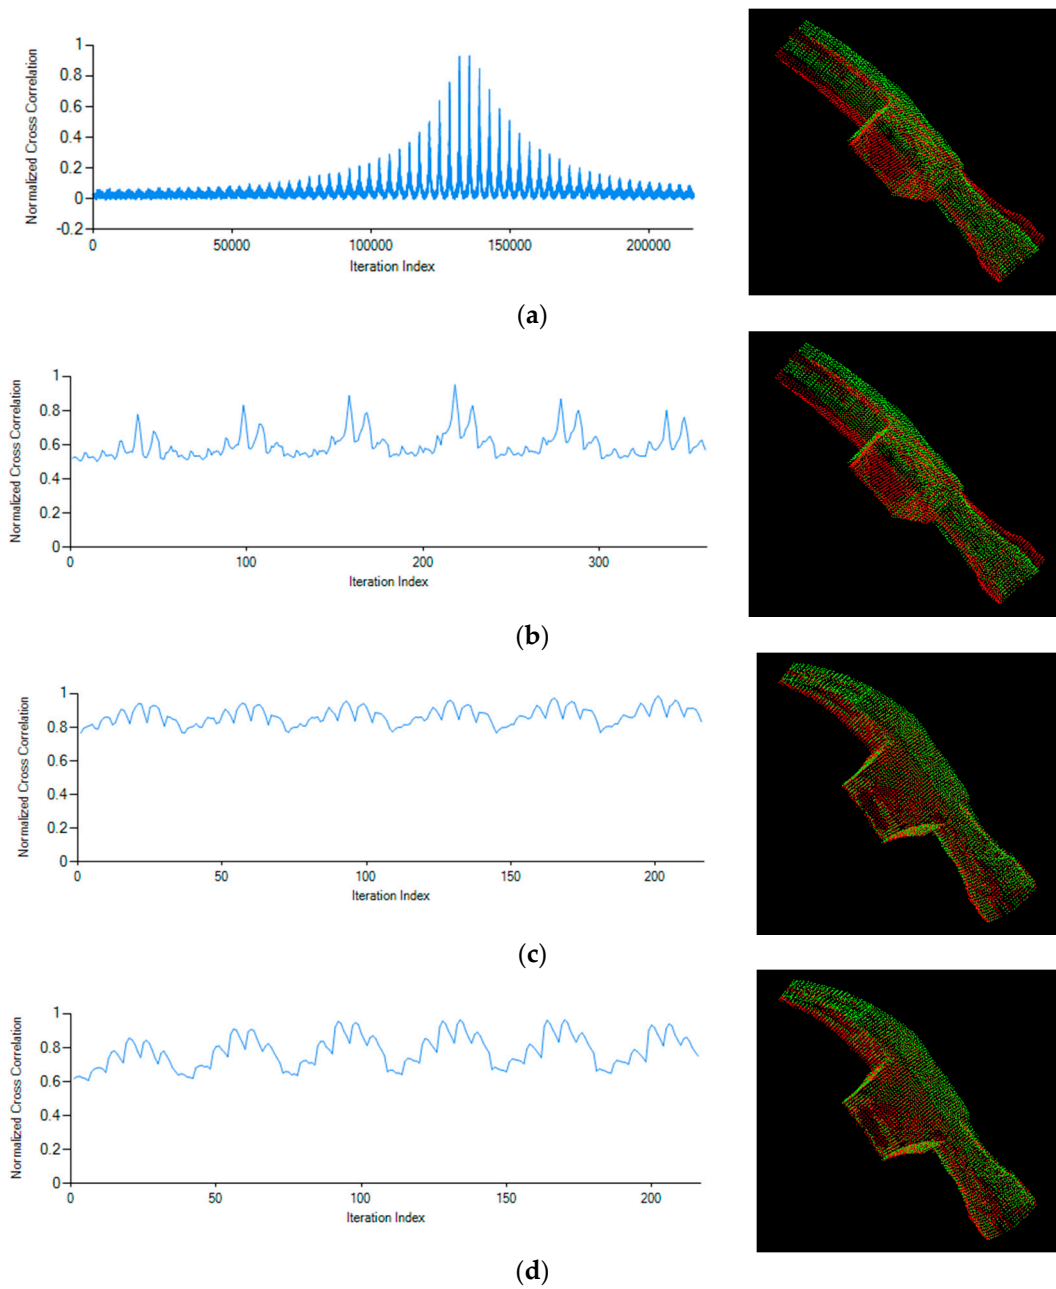 Normalized Cross Correlation
1
0.8
0.6
0.4
0.2
0
-0.2
0 50000 100000 150000 200000
Iteration Index
(a)
Normalized Cross Correlation
1
0.8
0.6
0.4
0.2
0
0 100 200 300
Iteration Index
(b)
Normalized Cross Correlation
1
0.8
0.6
0.4
0.2
0
0 50 100 150 200
Iteration Index
(c)
Normalized Cross Correlation
1
0.8
0.6
0.4
0.2
0
0 50 100 150 200
Iteration Index
(d)